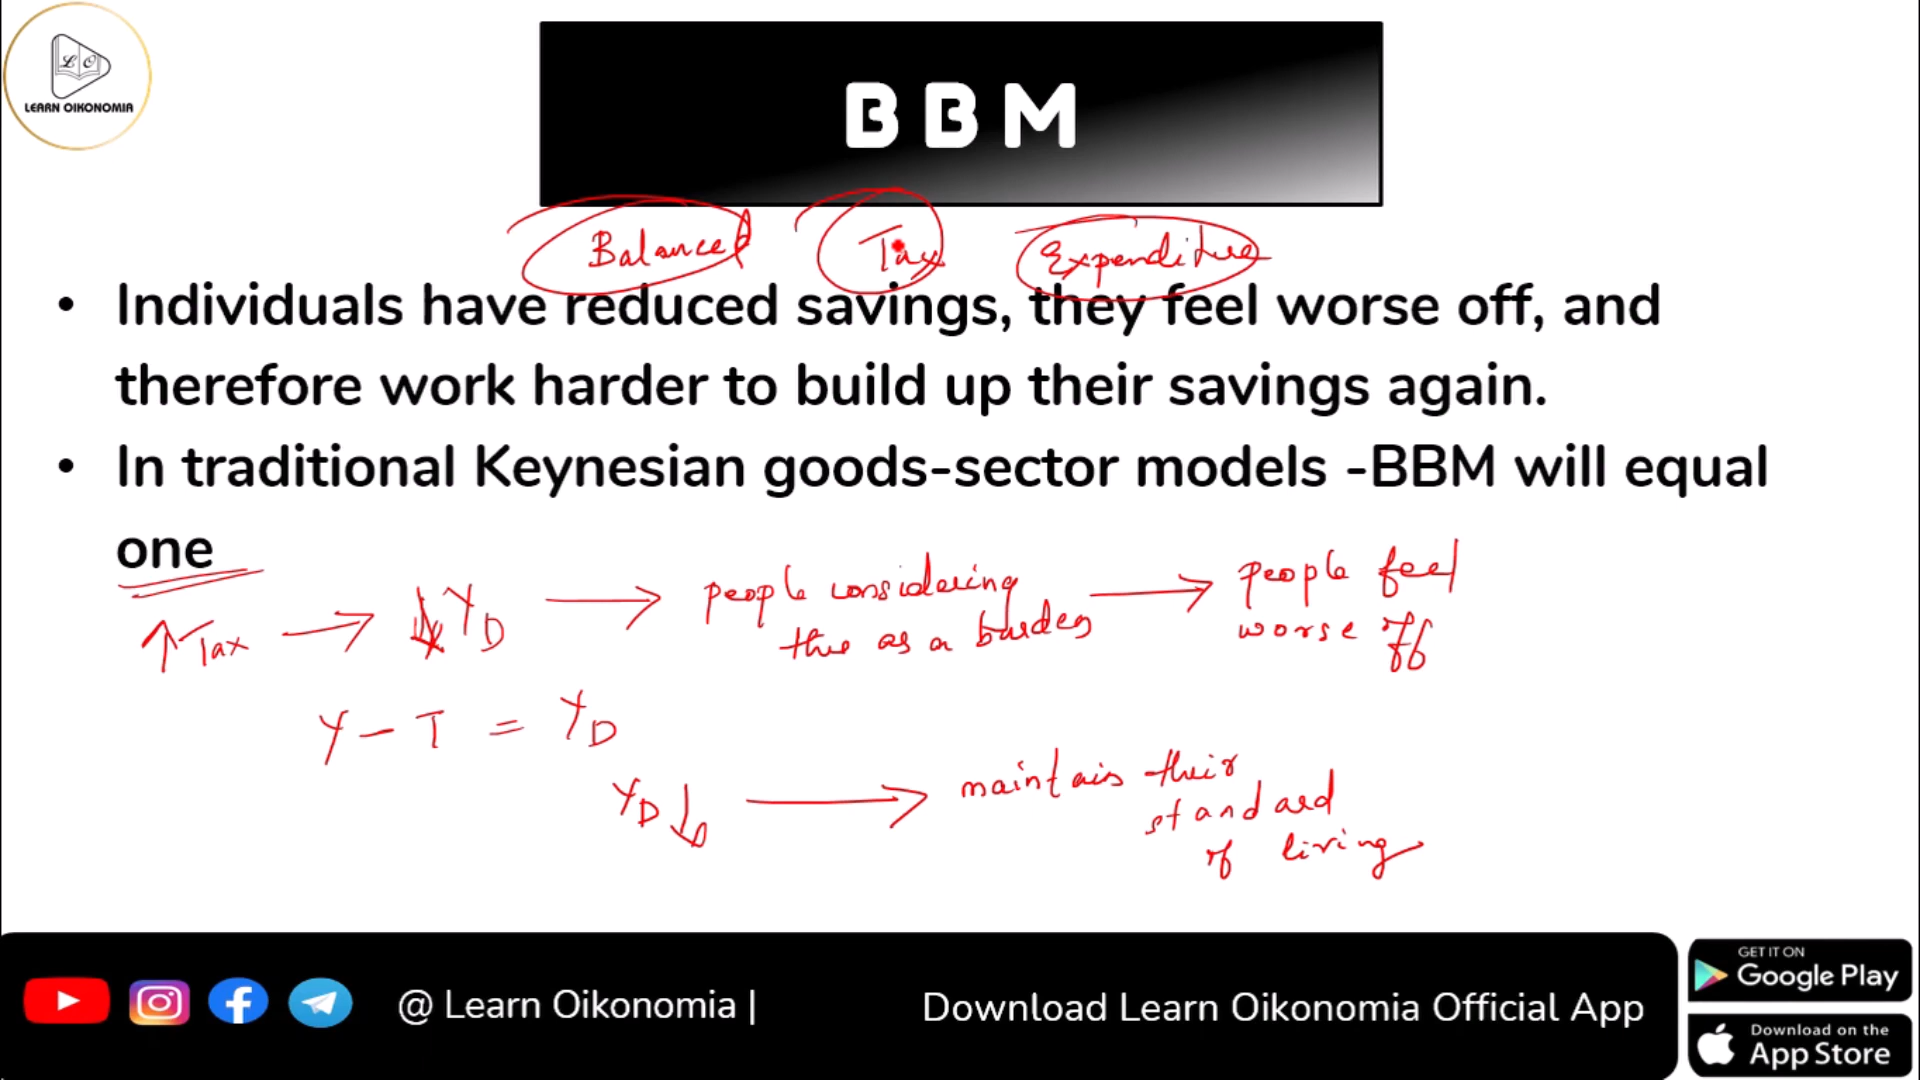 L O
LEARN OIKONOMIA
BBM
Balanced Tax Expenditure
• Individuals have reduced savings, they feel worse off, and
therefore work harder to build up their savings again.
• In traditional Keynesian goods-sector models -BBM will equal
one
↑ Tax → ↓ YD → people considering → people feel
this as a burden worse off
Y - T = YD
YD ↓ → maintain their
standard
of living
@ Learn Oikonomia | Download Learn Oikonomia Official App
GET IT ON
Google Play
Download on the
App Store